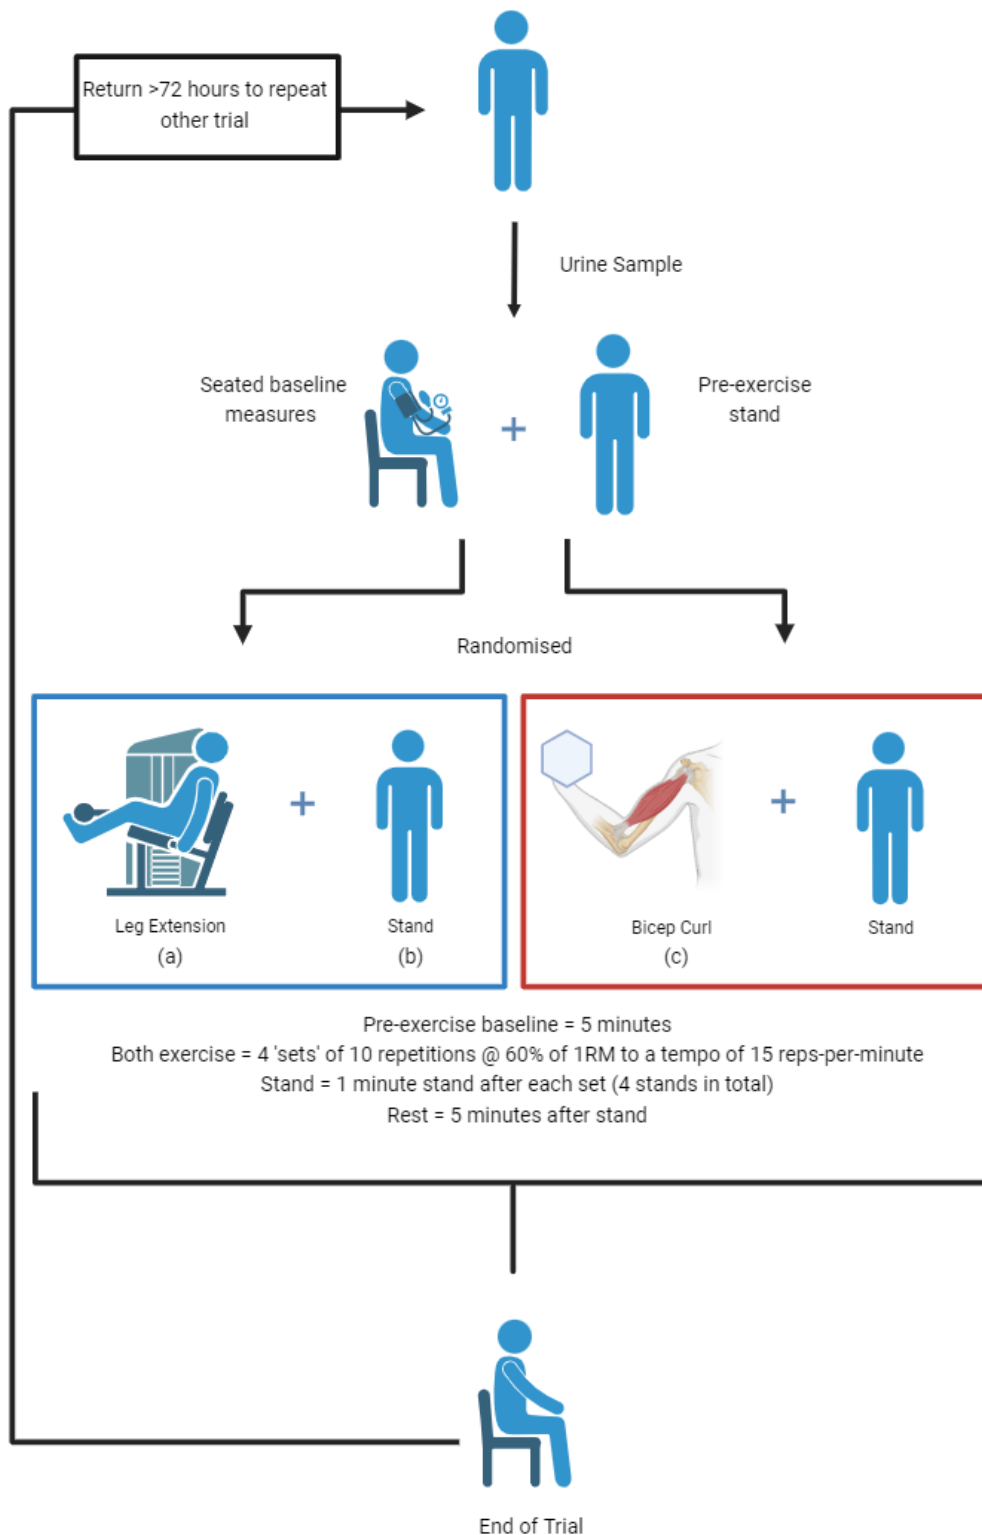 Return >72 hours to repeat
other trial
Urine Sample
Seated baseline
measures
Pre-exercise
stand
Randomised
Leg Extension
(a)
Stand
(b)
Bicep Curl
(c)
Stand
Pre-exercise baseline = 5 minutes
Both exercise = 4 'sets' of 10 repetitions @ 60% of 1RM to a tempo of 15 reps-per-minute
Stand = 1 minute stand after each set (4 stands in total)
Rest = 5 minutes after stand
End of Trial